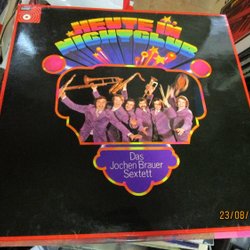 HEUTE IM
NIGHTCLUB
Das
Jochen Brauer
Sextett
23/08/